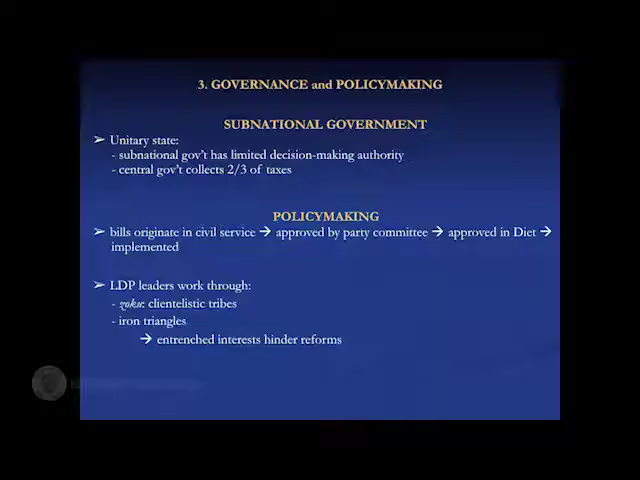 3. GOVERNANCE and POLICYMAKING
SUBNATIONAL GOVERNMENT
➢ Unitary state:
- subnational gov't has limited decision-making authority
- central gov't collects 2/3 of taxes
POLICYMAKING
➢ bills originate in civil service → approved by party committee → approved in Diet →
implemented
➢ LDP leaders work through:
- zoku: clientelistic tribes
- iron triangles
→ entrenched interests hinder reforms